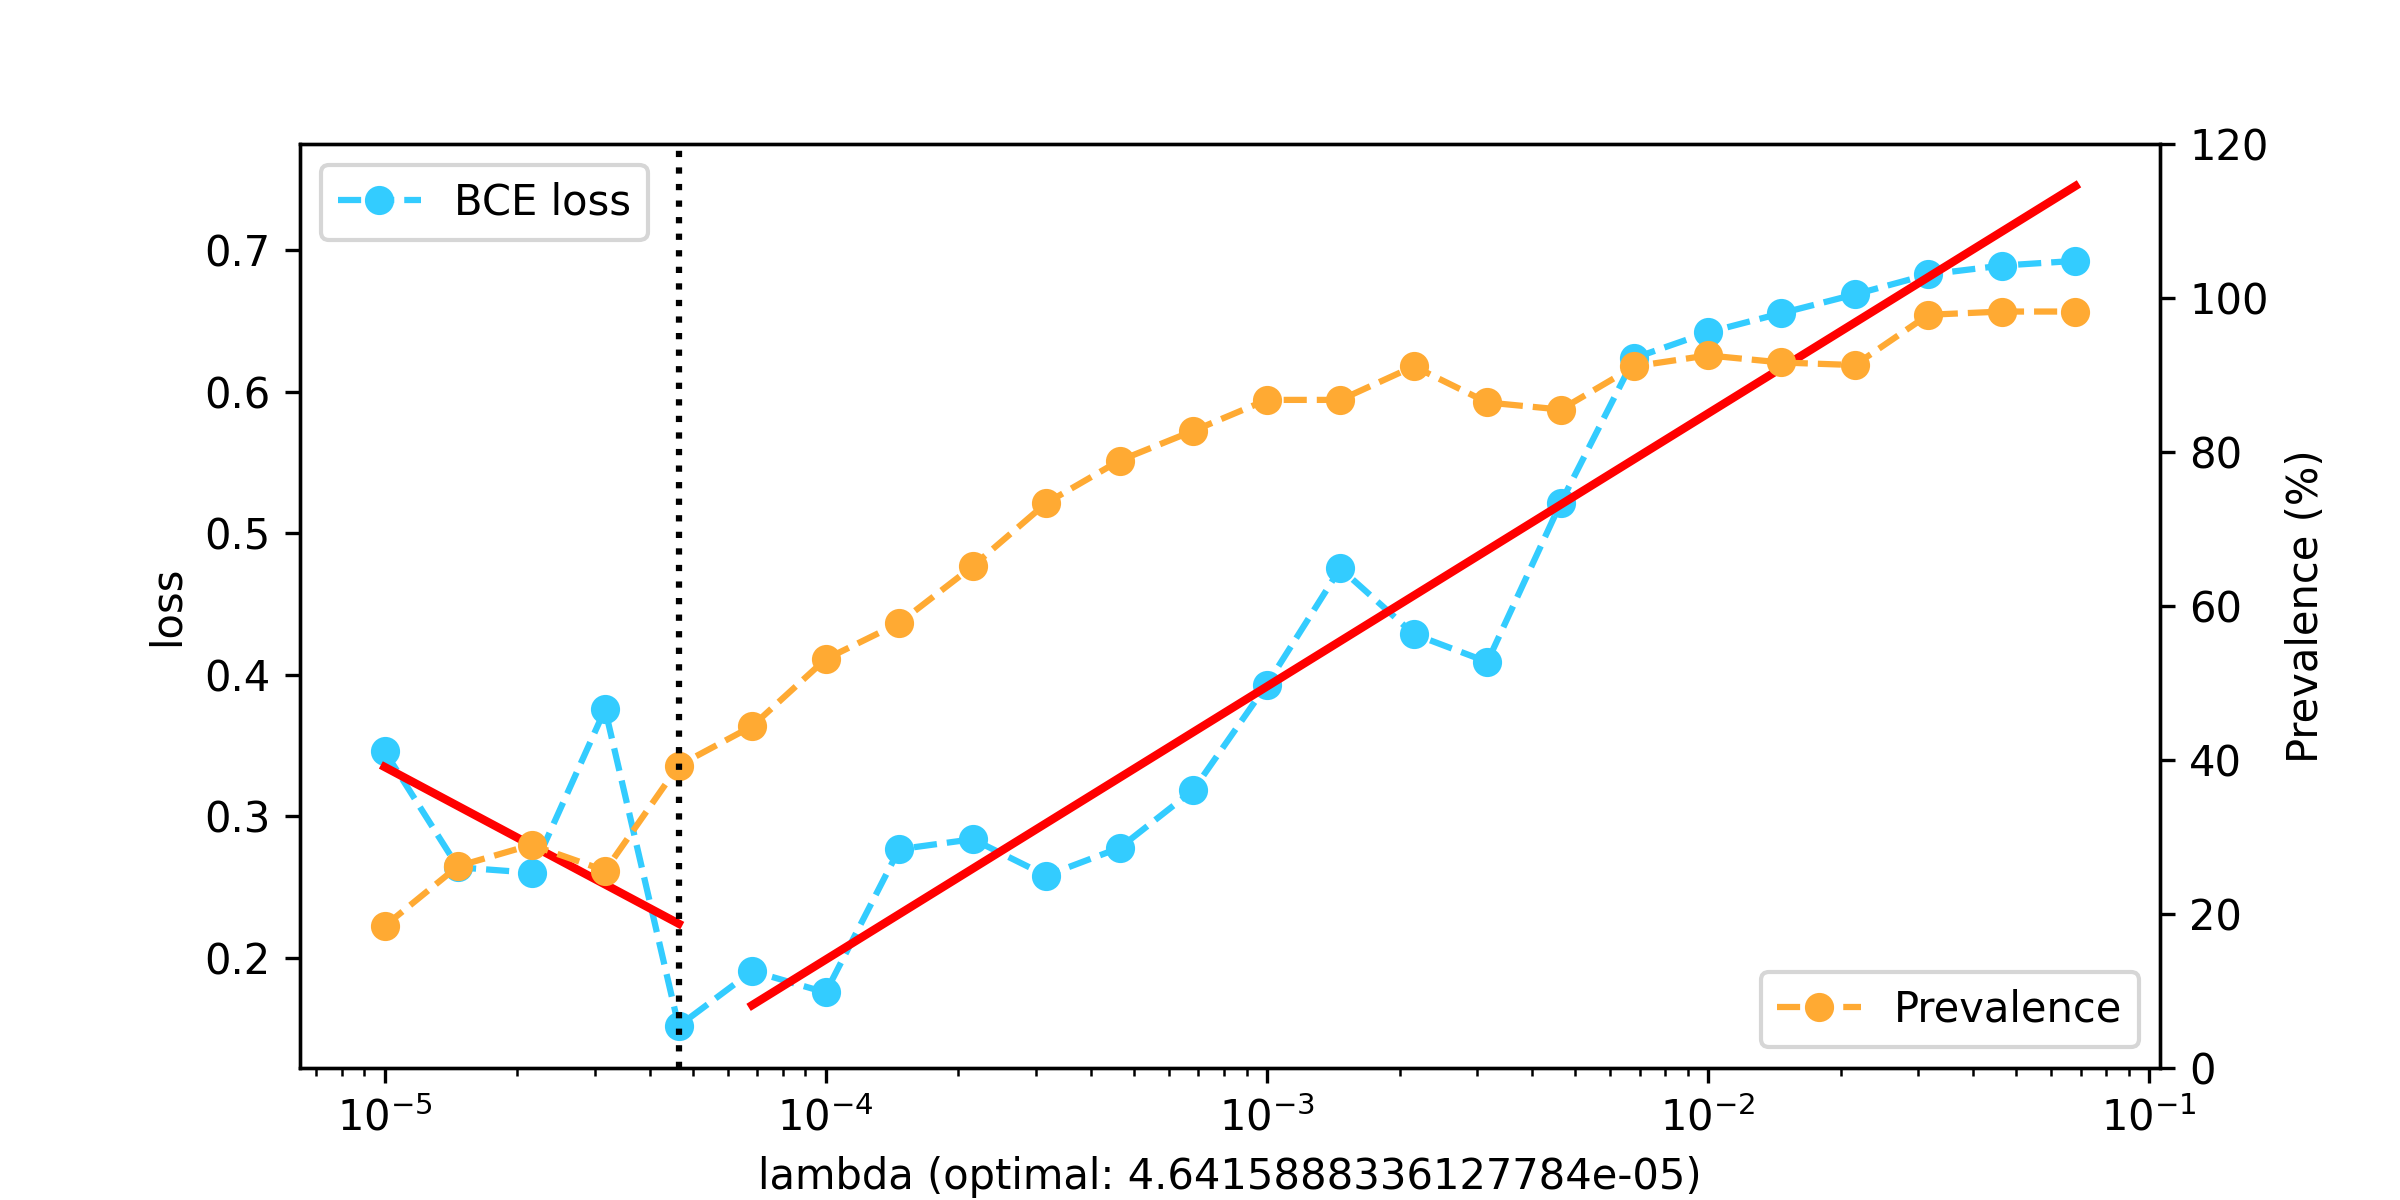 BCE loss
Prevalence
loss
0.7
0.6
0.5
0.4
0.3
0.2
120
100
80
60
40
20
0
Prevalence (%)
10⁻⁵ 10⁻⁴ 10⁻³ 10⁻² 10⁻¹
lambda (optimal: 4.6415888336127784e-05)